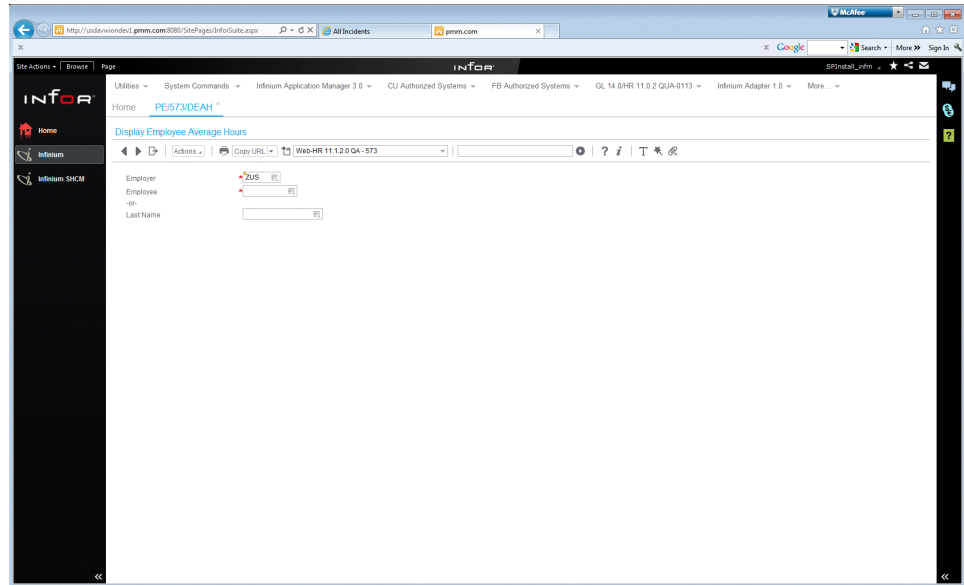 McAfee
http://usdavwiondev1.pmm.com:8080/SitePages/InforSuite.aspx
All Incidents
pmm.com
x
x Google Search More >> Sign In
Site Actions Browse Page
infor
SPInstall_infm
infor
Utilities System Commands Infinium Application Manager 3.0 CU Authorized Systems FB Authorized Systems GL 14.0/HR 11.0.2 QUA-0113 Infinium Adapter 1.0 More...
Home PE/573/DEAH x
Home
Infinium
Infinium SHCM
Display Employee Average Hours
Actions Copy URL Web-HR 11.1.2.0 QA - 573 ? i T
Employer * ZUS
Employee *
-or-
Last Name